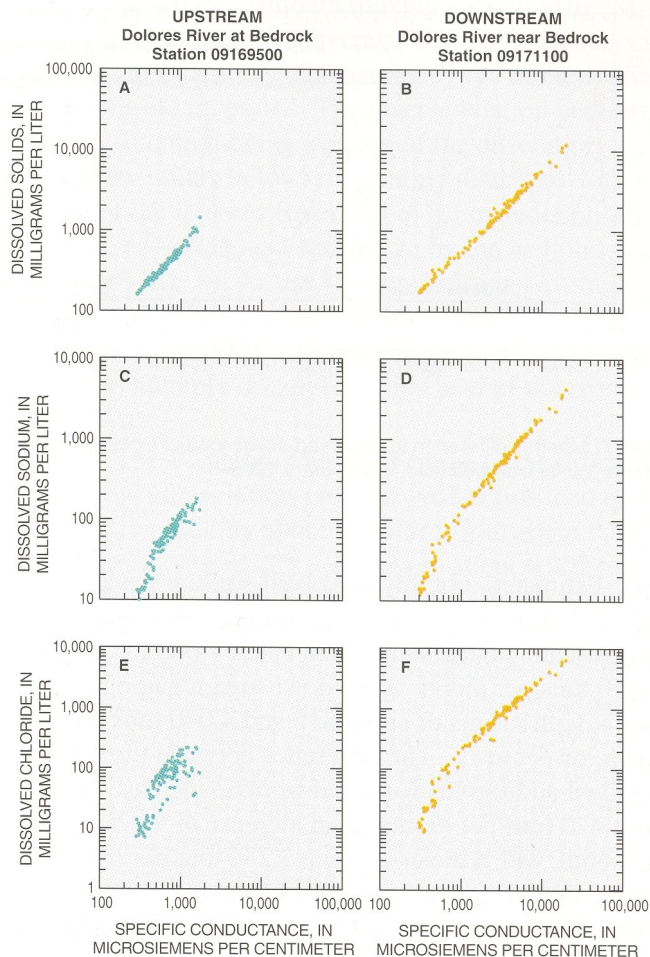 UPSTREAM
Dolores River at Bedrock
Station 09169500
DOWNSTREAM
Dolores River near Bedrock
Station 09171100
DISSOLVED SOLIDS, IN
MILLIGRAMS PER LITER
100,000
10,000
1,000
100
A
B
DISSOLVED SODIUM, IN
MILLIGRAMS PER LITER
10,000
1,000
100
10
C
D
DISSOLVED CHLORIDE, IN
MILLIGRAMS PER LITER
10,000
1,000
100
10
1
E
F
100 1,000 10,000 100,000
1,000 10,000 100,000
SPECIFIC CONDUCTANCE, IN
MICROSIEMENS PER CENTIMETER
SPECIFIC CONDUCTANCE, IN
MICROSIEMENS PER CENTIMETER